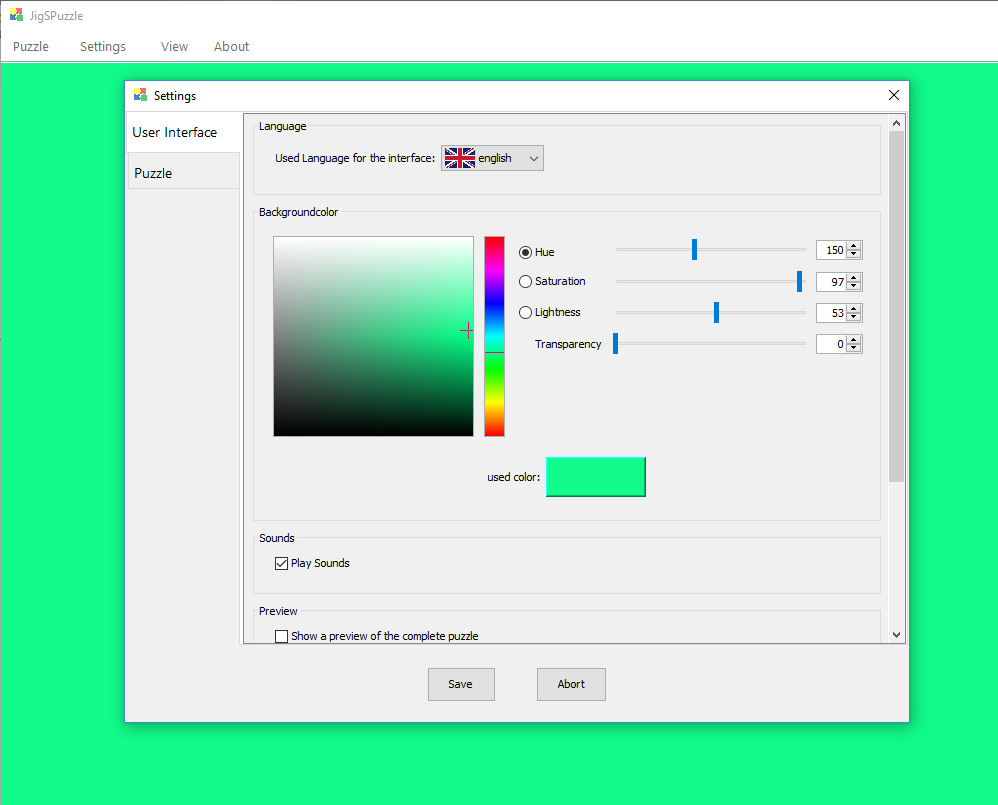 JigSPuzzle
Puzzle Settings View About
Settings
User Interface
Puzzle
Language
Used Language for the interface: english
Backgroundcolor
Hue 150
Saturation 97
Lightness 53
Transparency 0
used color:
Sounds
Play Sounds
Preview
Show a preview of the complete puzzle
Save Abort